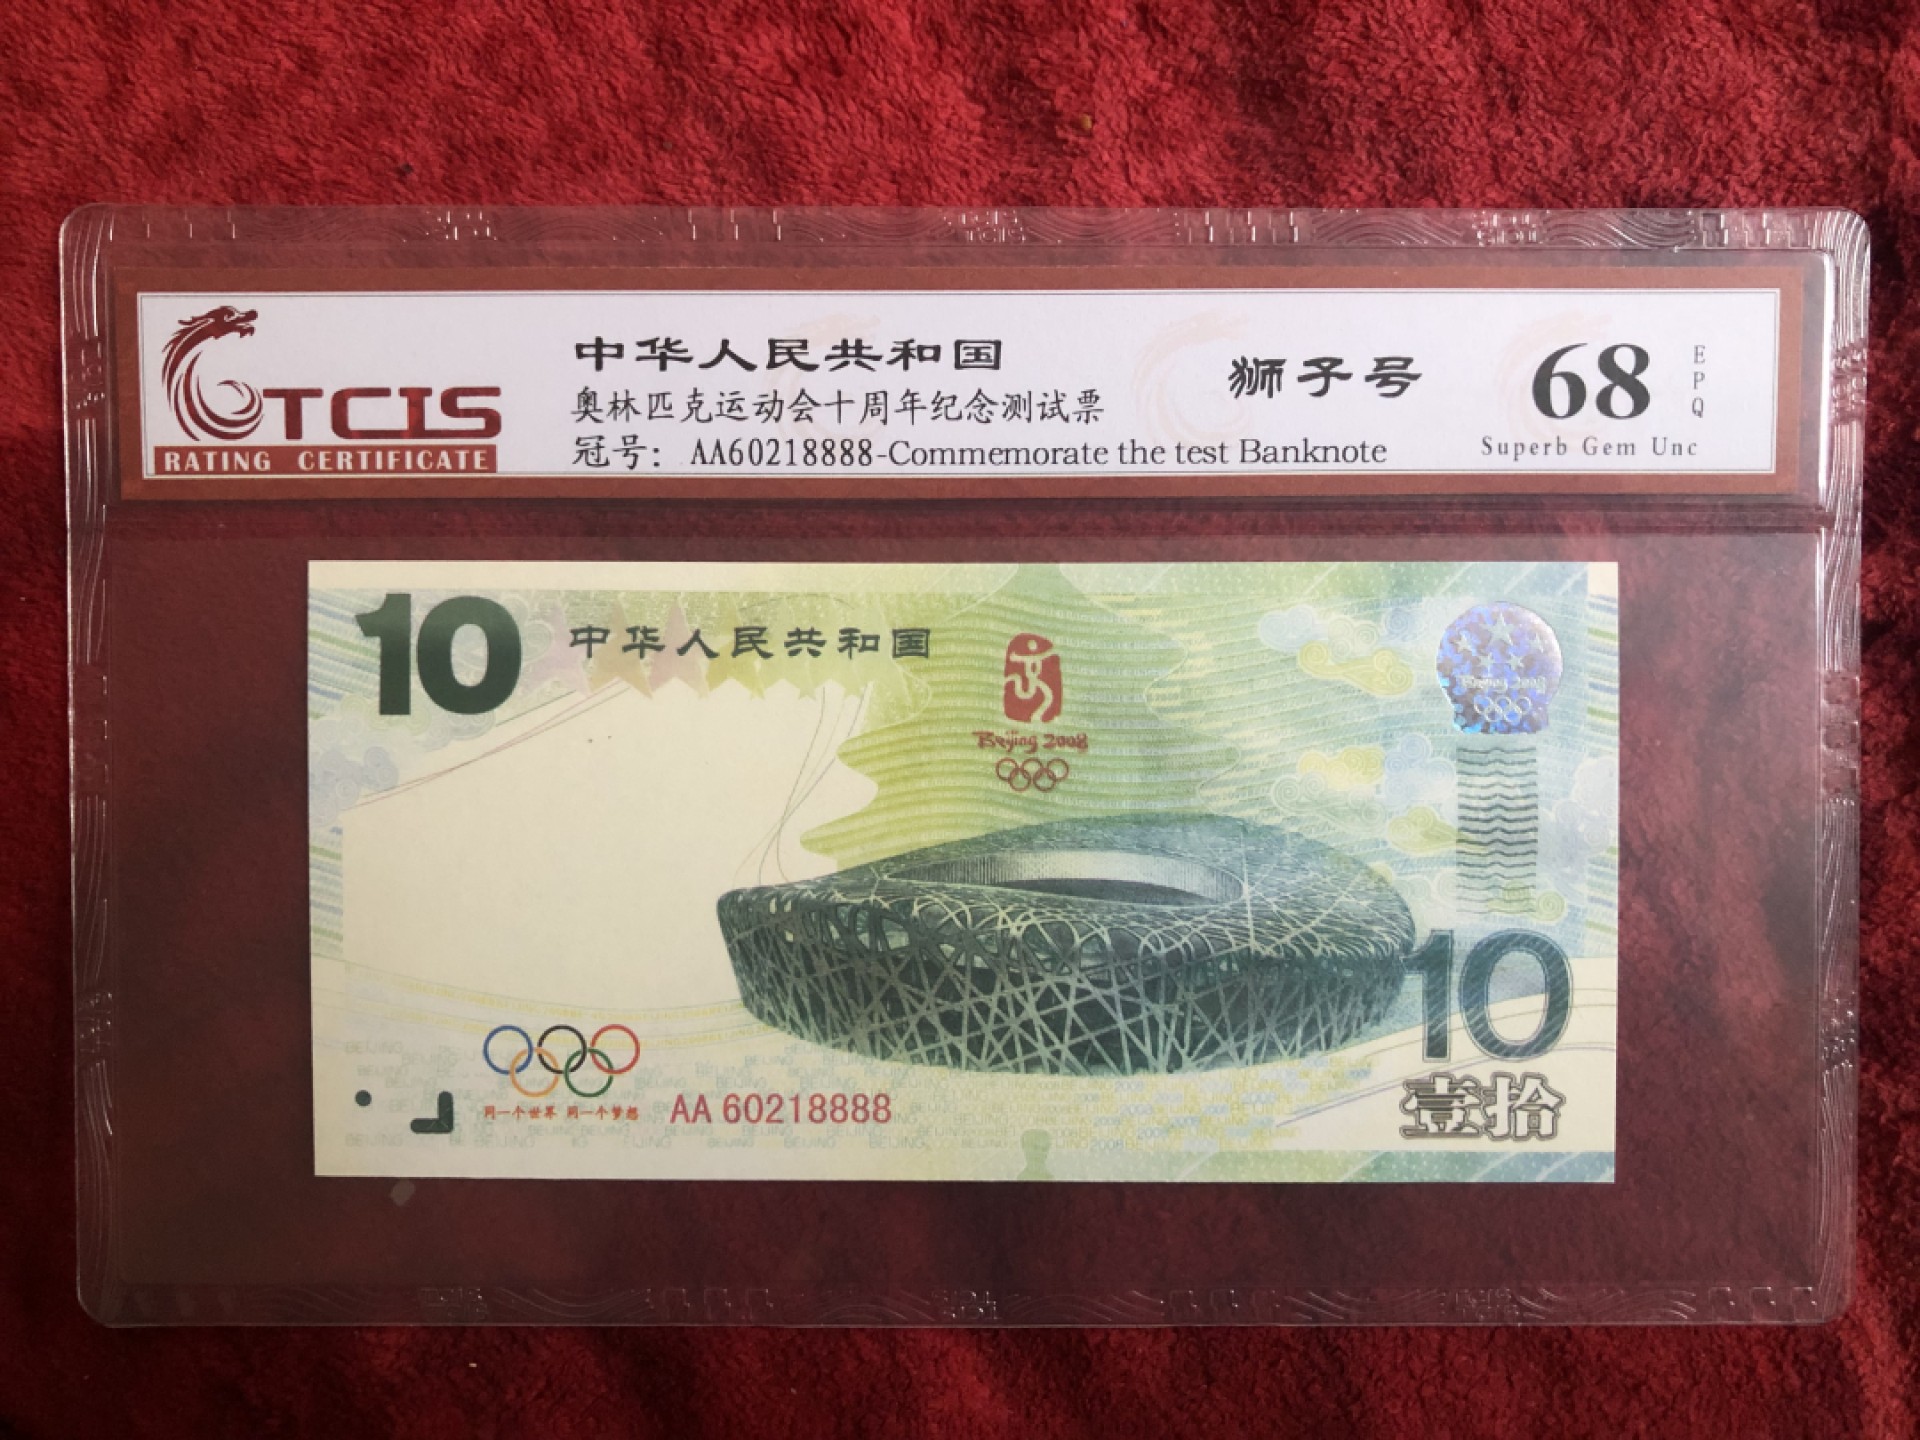 TCIS
RATING CERTIFICATE
中华人民共和国
奥林匹克运动会十周年纪念测试票
冠号: AA60218888-Commemorate the test Banknote
狮子号
68
EPQ
Superb Gem Unc
10
中华人民共和国
Beijing 2008
Beijing 2008
同一个世界 同一个梦想
AA 60218888
10
壹拾